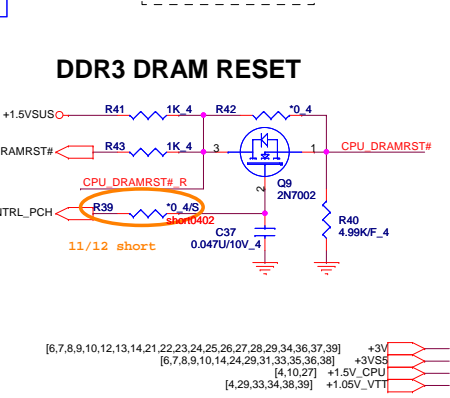 DDR3 DRAM RESET
+1.5VSUS R41 1K_4 R42 *0_4
RAMRST# R43 1K_4 3 1 CPU_DRAMRST#
CPU_DRAMRST#_R Q9
2N7002
2
NTRL_PCH R39 *0_4/S
short0402
R40
4.99K/F_4
C37
0.047U/10V_4
11/12 short
[6,7,8,9,10,12,13,14,21,22,23,24,25,26,27,28,29,34,36,37,39] +3V
[6,7,8,9,10,14,24,29,31,33,35,36,38] +3VS5
[4,10,27] +1.5V_CPU
[4,29,33,34,38,39] +1.05V_VTT